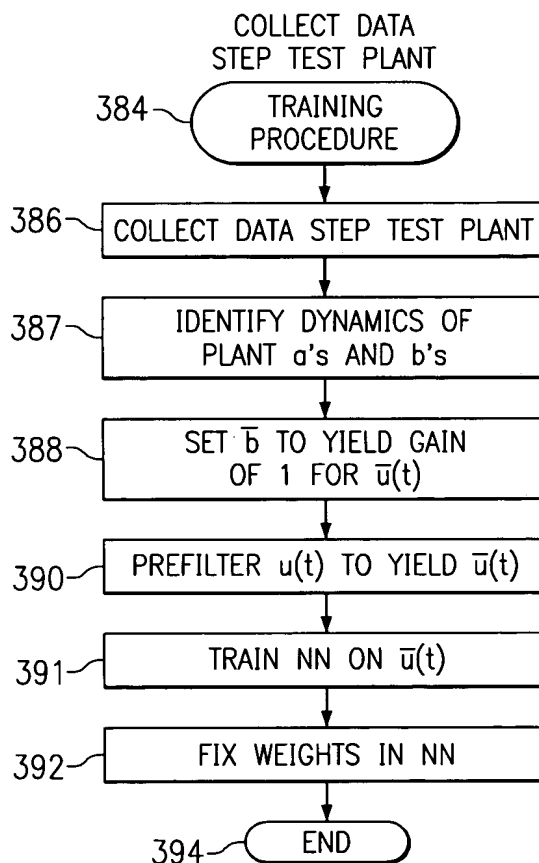 COLLECT DATA
STEP TEST PLANT
384
TRAINING
PROCEDURE
386
COLLECT DATA STEP TEST PLANT
387
IDENTIFY DYNAMICS OF
PLANT a's AND b's
388
SET b̅ TO YIELD GAIN
OF 1 FOR u̅(t)
390
PREFILTER u(t) TO YIELD u̅(t)
391
TRAIN NN ON u̅(t)
392
FIX WEIGHTS IN NN
394
END